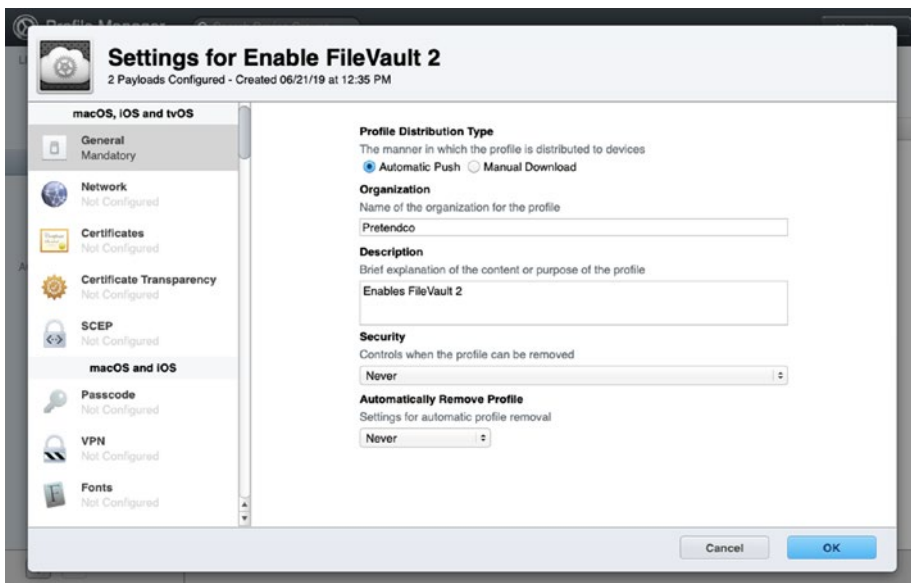 Profile Manager
Settings for Enable FileVault 2
2 Payloads Configured - Created 06/21/19 at 12:35 PM
macOS, iOS and tvOS
General
Mandatory
Network
Not Configured
Certificates
Not Configured
Certificate Transparency
Not Configured
SCEP
Not Configured
macOS and iOS
Passcode
Not Configured
VPN
Not Configured
Fonts
Not Configured
Profile Distribution Type
The manner in which the profile is distributed to devices
Automatic Push Manual Download
Organization
Name of the organization for the profile
Pretendco
Description
Brief explanation of the content or purpose of the profile
Enables FileVault 2
Security
Controls when the profile can be removed
Never
Automatically Remove Profile
Settings for automatic profile removal
Never
Cancel OK